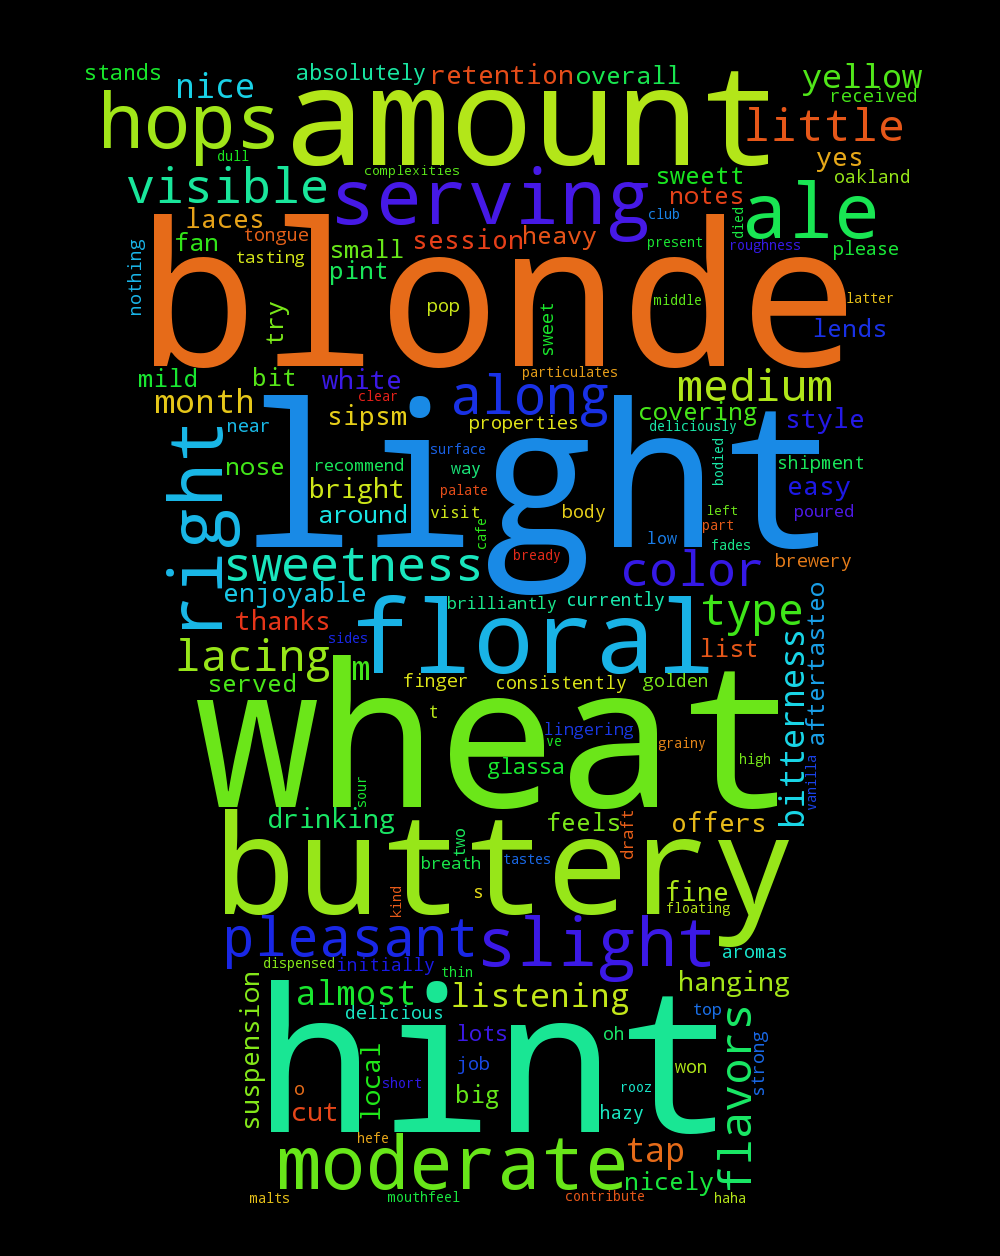 stands
nice
absolutely
retention
overall
yellow
received
hops
amount
little
dull
complexities
yes
visible
serving
sweett
notes
oakland
ale
laces
club
died
fan
tongue
small
session
heavy
present
roughness
please
nothing
tasting
pint
blonde
pop
middle
latter
try
sweet
lends
mild
bit
white
particulates
clear
along
medium
month
sipsm
properties
covering
style
near
deliciously
right
light
surface
bodied
nose
recommend
way
shipment
bright
palate
easy
around
visit
body
left
poured
cafe
part
low
fades
sweetness
bready
color
brewery
enjoyable
brilliantly
currently
type
aftertasteo
thanks
floral
sides
list
bitterness
lacing
m
served
finger
consistently
golden
t
wheat
lingering
ve
grainy
glassa
high
vanilla
sour
drinking
feels
draft
offers
buttery
two
breath
tastes
kind
s
fine
floating
pleasant
slight
aromas
dispensed
initially
thin
suspension
almost
listening
hanging
delicious
top
flavors
hint
lots
oh
strong
local
job
won
short
rooz
o
big
cut
hazy
hefe
moderate
tap
nicely
malts
mouthfeel
contribute
haha